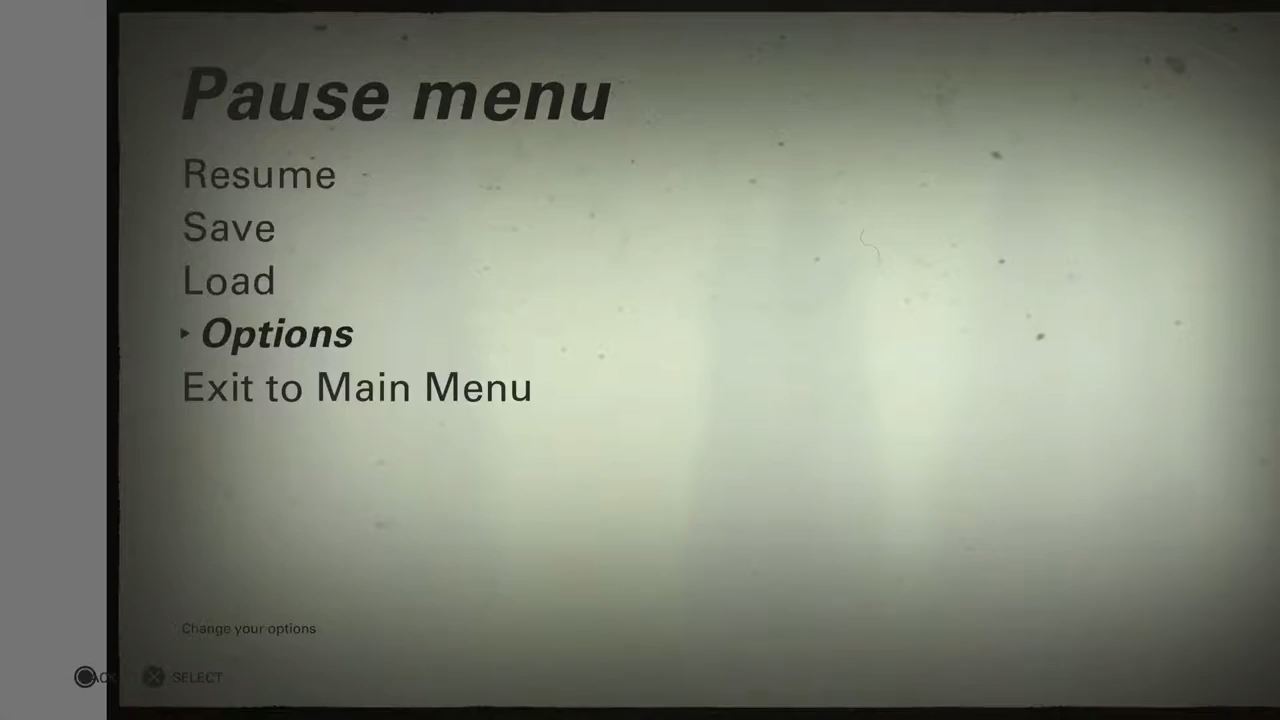 Pause menu
Resume
Save
Load
Options
Exit to Main Menu
Change your options
SELECT